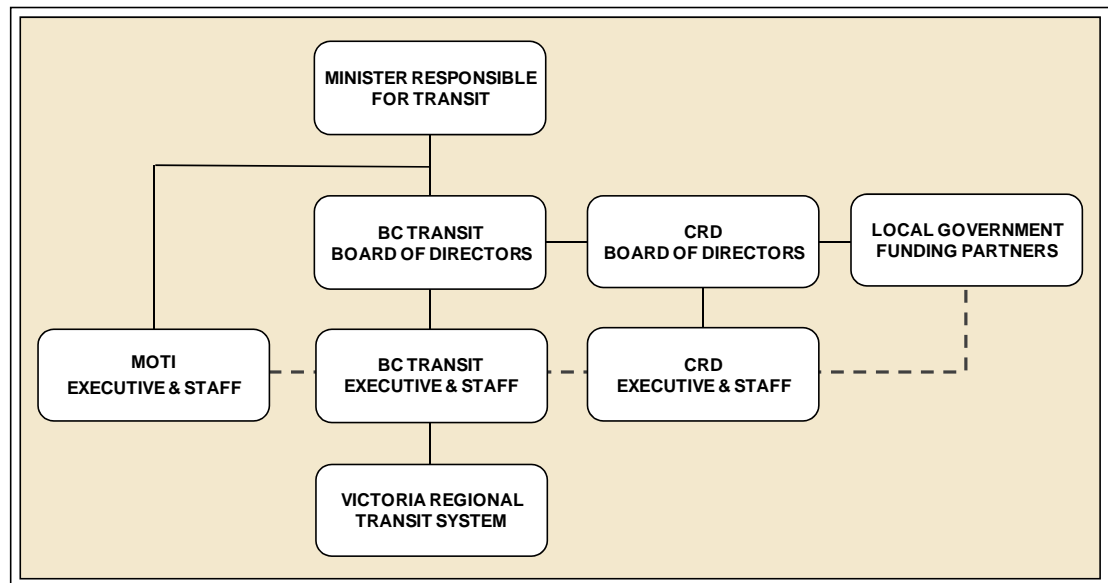 MINISTER RESPONSIBLE
FOR TRANSIT
BC TRANSIT
BOARD OF DIRECTORS
CRD
BOARD OF DIRECTORS
LOCAL GOVERNMENT
FUNDING PARTNERS
MOTI
EXECUTIVE & STAFF
BC TRANSIT
EXECUTIVE & STAFF
CRD
EXECUTIVE & STAFF
VICTORIA REGIONAL
TRANSIT SYSTEM